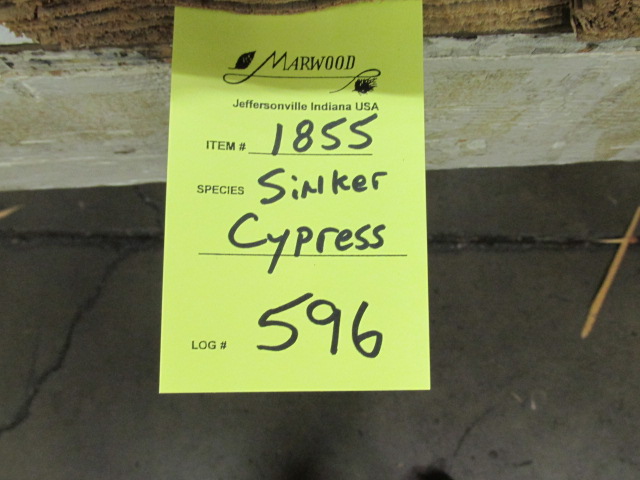 MARWOOD
Jeffersonville Indiana USA
ITEM # 1855
SPECIES Sinker
Cypress
LOG # 596